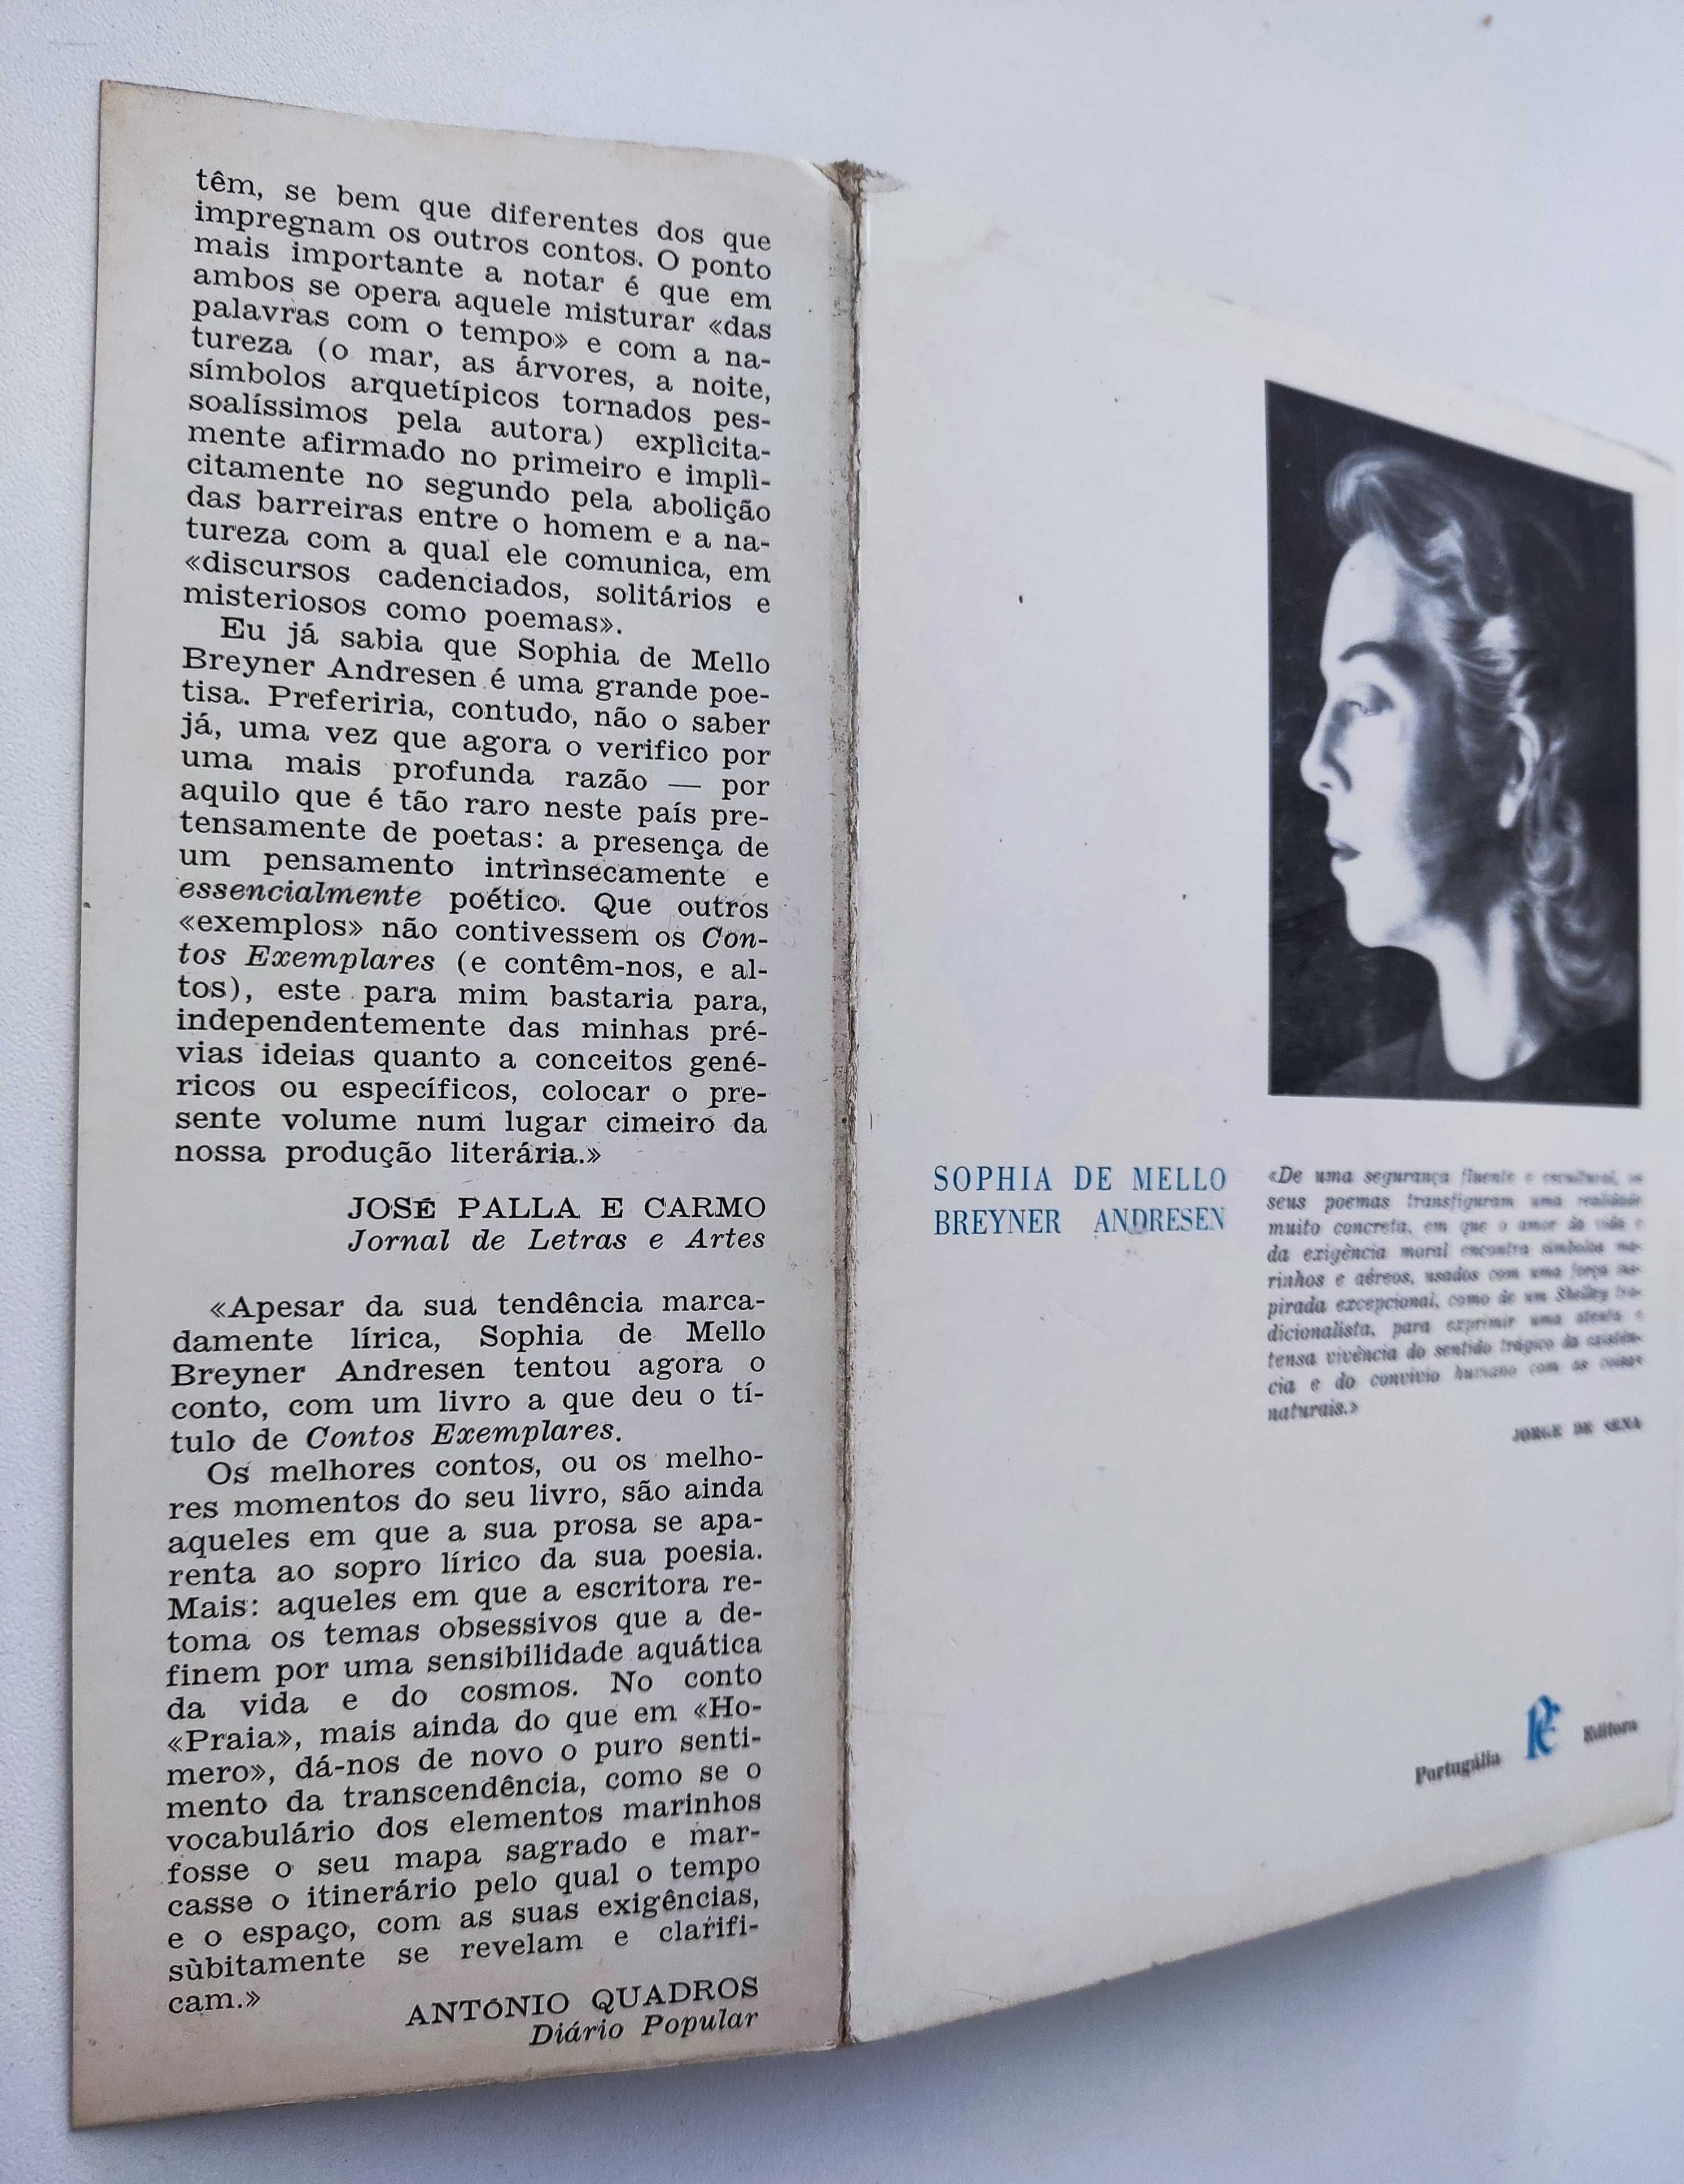 têm, se bem que diferentes dos que
impregnam os outros contos. O ponto
mais importante a notar é que em
ambos se opera aquele misturar «das
palavras com o tempo» e com a na-
tureza (o mar, as árvores, a noite,
símbolos arquetípicos tornados pes-
soalíssimos pela autora) explìcita-
mente afirmado no primeiro e implì-
citamente no segundo pela abolição
das barreiras entre o homem e a na-
tureza com a qual ele comunica, em
«discursos cadenciados, solitários e
misteriosos como poemas».
Eu já sabia que Sophia de Mello
Breyner Andresen é uma grande poe-
tisa. Preferiria, contudo, não o saber
já, uma vez que agora o verifico por
uma mais profunda razão — por
aquilo que é tão raro neste país pre-
tensamente de poetas: a presença de
um pensamento intrìnsecamente e
essencialmente poético. Que outros
«exemplos» não contivessem os Con-
tos Exemplares (e contêm-nos, e al-
tos), este para mim bastaria para,
independentemente das minhas pré-
vias ideias quanto a conceitos gené-
ricos ou específicos, colocar o pre-
sente volume num lugar cimeiro da
nossa produção literária.»
JOSÉ PALLA E CARMO
Jornal de Letras e Artes
«Apesar da sua tendência marca-
damente lírica, Sophia de Mello
Breyner Andresen tentou agora o
conto, com um livro a que deu o tí-
tulo de Contos Exemplares.
Os melhores contos, ou os melho-
res momentos do seu livro, são ainda
aqueles em que a sua prosa se apa-
renta ao sopro lírico da sua poesia.
Mais: aqueles em que a escritora re-
toma os temas obsessivos que a de-
finem por uma sensibilidade aquática
da vida e do cosmos. No conto
«Praia», mais ainda do que em «Ho-
mero», dá-nos de novo o puro senti-
mento da transcendência, como se o
vocabulário dos elementos marinhos
fosse o seu mapa sagrado e mar-
casse o itinerário pelo qual o tempo
e o espaço, com as suas exigências,
sùbitamente se revelam e clarifi-
cam.»
ANTÓNIO QUADROS
Diário Popular
SOPHIA DE MELLO
BREYNER ANDRESEN
«De uma segurança fluente e escultural, os
seus poemas transfiguram uma realidade
muito concreta, em que o amor da vida e
da exigência moral encontra símbolos ma-
rinhos e aéreos, usados com uma força ins-
pirada excepcional, como de um Shelley tra-
dicionalista, para exprimir uma atenta e
tensa vivência do sentido trágico da existên-
cia e do convívio humano com as coisas
naturais.»
JORGE DE SENA
Portugália PE Editora